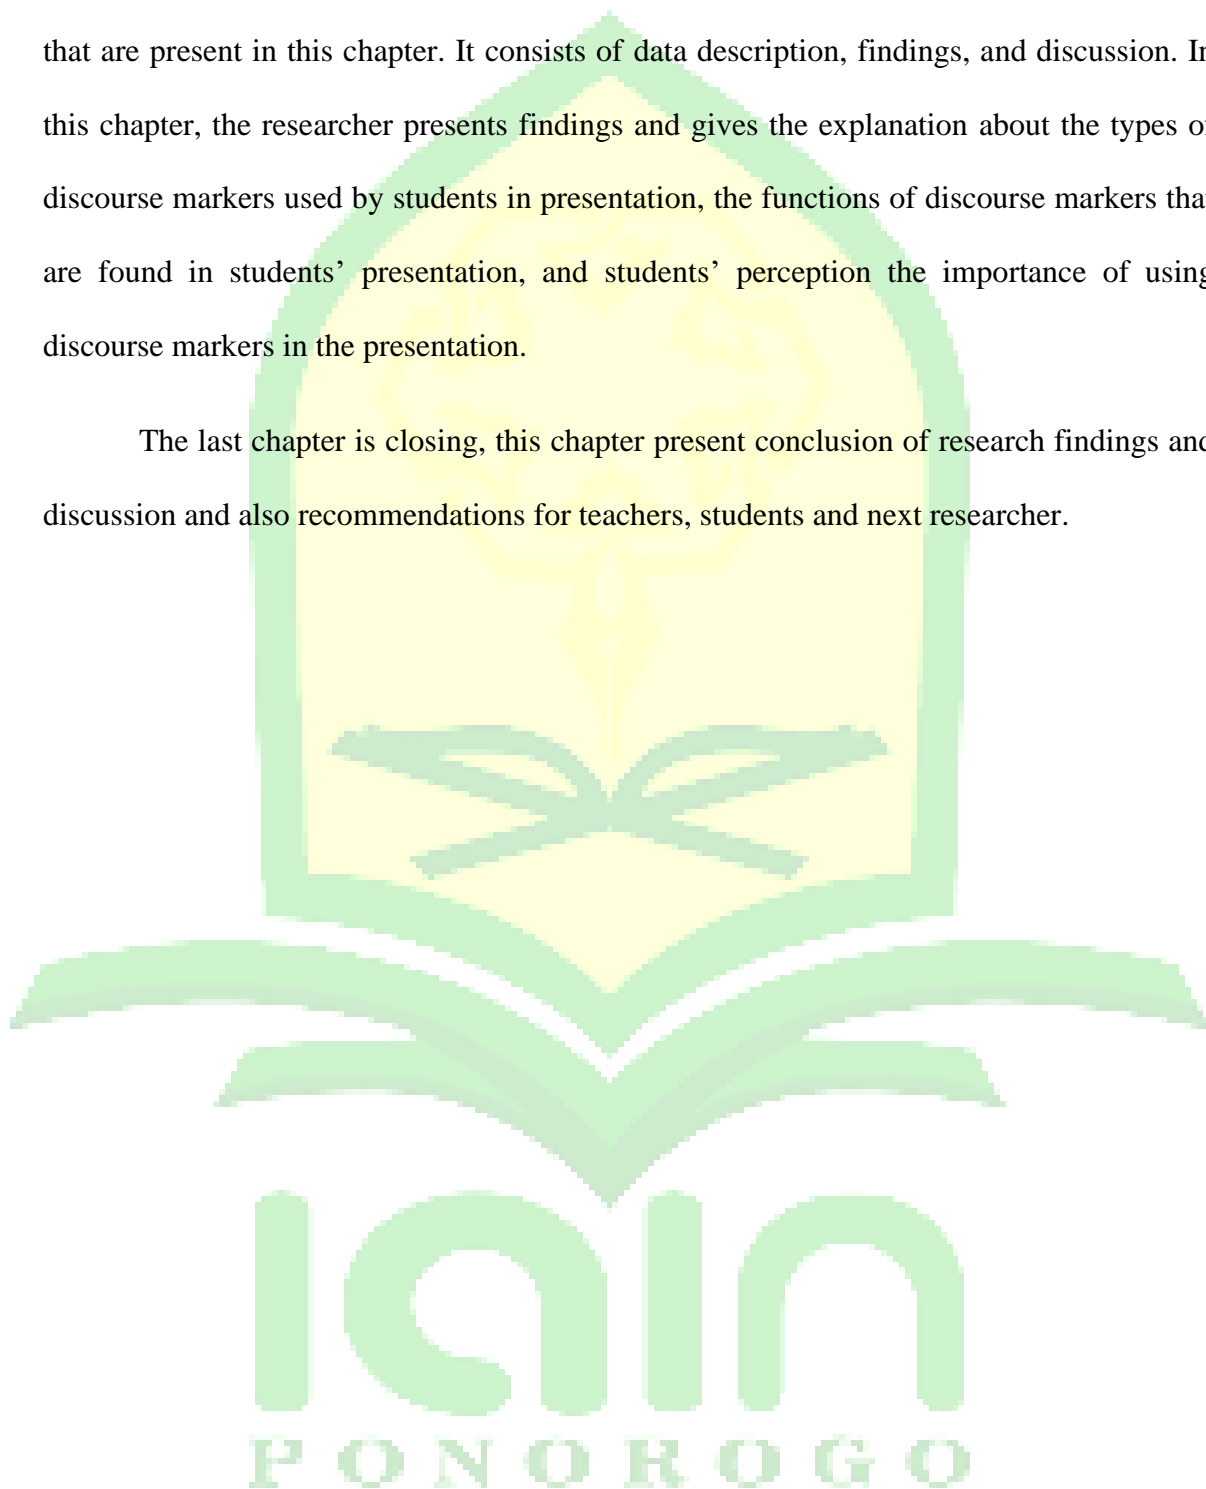 that are present in this chapter. It consists of data description, findings, and discussion. In
this chapter, the researcher presents findings and gives the explanation about the types of
discourse markers used by students in presentation, the functions of discourse markers that
are found in students’ presentation, and students’ perception the importance of using
discourse markers in the presentation.
The last chapter is closing, this chapter present conclusion of research findings and
discussion and also recommendations for teachers, students and next researcher.
iain
PONOROGO